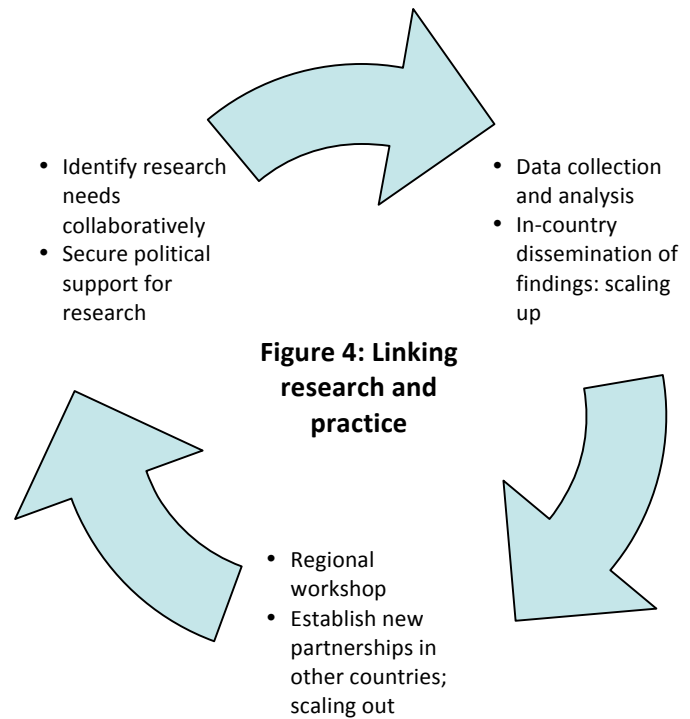 • Identify research
needs
collaboratively
• Secure political
support for
research
• Data collection
and analysis
• In-country
dissemination of
findings: scaling
up
Figure 4: Linking
research and
practice
• Regional
workshop
• Establish new
partnerships in
other countries;
scaling out